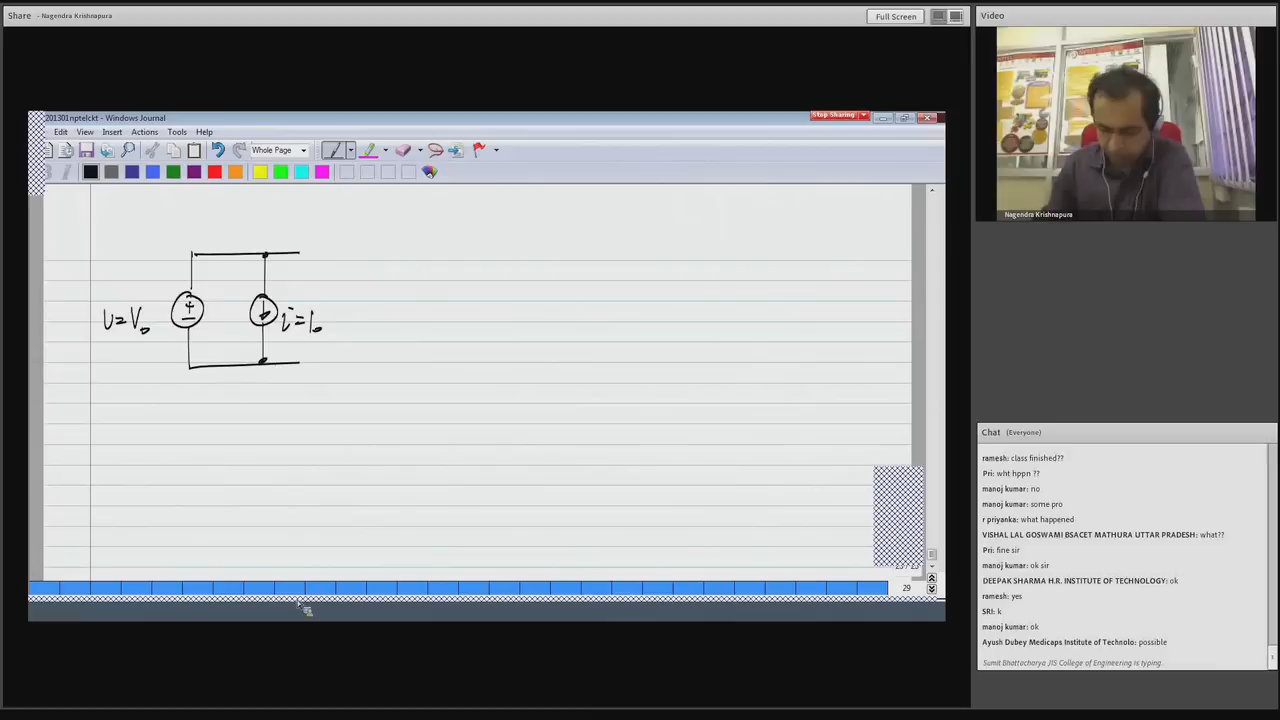 Share - Nagendra Krishnapura
Full Screen
Video
201301nptelckt - Windows Journal
Stop Sharing
Edit View Insert Actions Tools Help
Whole Page
Nagendra Krishnapura
V=V₀
i=I₀
29
Chat (Everyone)
ramesh: class finished??
Pri: wht hppn ??
manoj kumar: no
manoj kumar: some pro
r priyanka: what happened
VISHAL LAL GOSWAMI BSACET MATHURA UTTAR PRADESH: what??
Pri: fine sir
manoj kumar: ok sir
DEEPAK SHARMA H.R. INSTITUTE OF TECHNOLOGY: ok
ramesh: yes
SRI: k
manoj kumar: ok
Ayush Dubey Medicaps Institute of Technolo: possible
Sumit Bhattacharya JIS College of Engineering is typing.